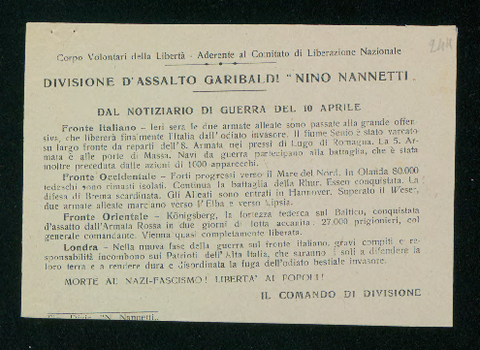 244
Corpo Volontari della Libertà - Aderente al Comitato di Liberazione Nazionale
DIVISIONE D'ASSALTO GARIBALDI "NINO NANNETTI„
DAL NOTIZIARIO DI GUERRA DEL 10 APRILE
Fronte Italiano - Ieri sera le due armate alleate sono passate alla grande offen-
siva, che libererà finalmente l'Italia dall'odiato invasore. Il fiume Senio è stato varcato
su largo fronte da reparti dell'8. Armata nei pressi di Lugo di Romagna. La 5. Ar-
mata è alle porte di Massa. Navi da guerra partecipano alla battaglia, che è stata
inoltre precedata dalle azioni di 1600 apparecchi.
Fronte Occidentale - Forti progressi verso il Mare del Nord. In Olanda 80.000
tedeschi sono rimasti isolati. Continua la battaglia della Rhur. Essen conquistata. La
difesa di Brema scardinata. Gli Alleati sono entrati in Hannover. Superato il Weser,
due armate alleate marciano verso l'Elba e verso Lipsia.
Fronte Orientale - Königsberg, la fortezza tedesca sul Baltico, conquistata
d'assalto dall'Armata Rossa in due giorni di lotta accanita. 27.000 prigionieri, col
generale comandante. Vienna quasi completamente liberata.
Londra - Nella nuova fase della guerra sul fronte italiano, gravi compiti e re-
sponsabilità incombono sui Patrioti dell'Alta Italia, che saranno i soli a difendere la
loro terra e a rendere dura e disordinata la fuga dell'odiato bestiale invasore.
MORTE AL NAZI-FASCISMO! LIBERTA' AI POPOLI!
IL COMANDO DI DIVISIONE
Divis. "N. Nannetti„